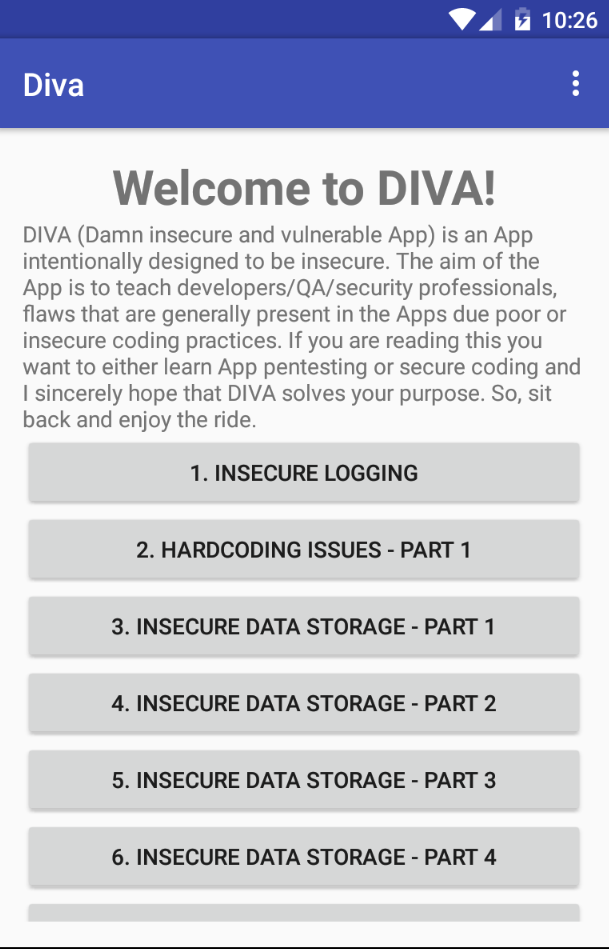 10:26
Diva
Welcome to DIVA!
DIVA (Damn insecure and vulnerable App) is an App
intentionally designed to be insecure. The aim of the
App is to teach developers/QA/security professionals,
flaws that are generally present in the Apps due poor or
insecure coding practices. If you are reading this you
want to either learn App pentesting or secure coding and
I sincerely hope that DIVA solves your purpose. So, sit
back and enjoy the ride.
1. INSECURE LOGGING
2. HARDCODING ISSUES - PART 1
3. INSECURE DATA STORAGE - PART 1
4. INSECURE DATA STORAGE - PART 2
5. INSECURE DATA STORAGE - PART 3
6. INSECURE DATA STORAGE - PART 4